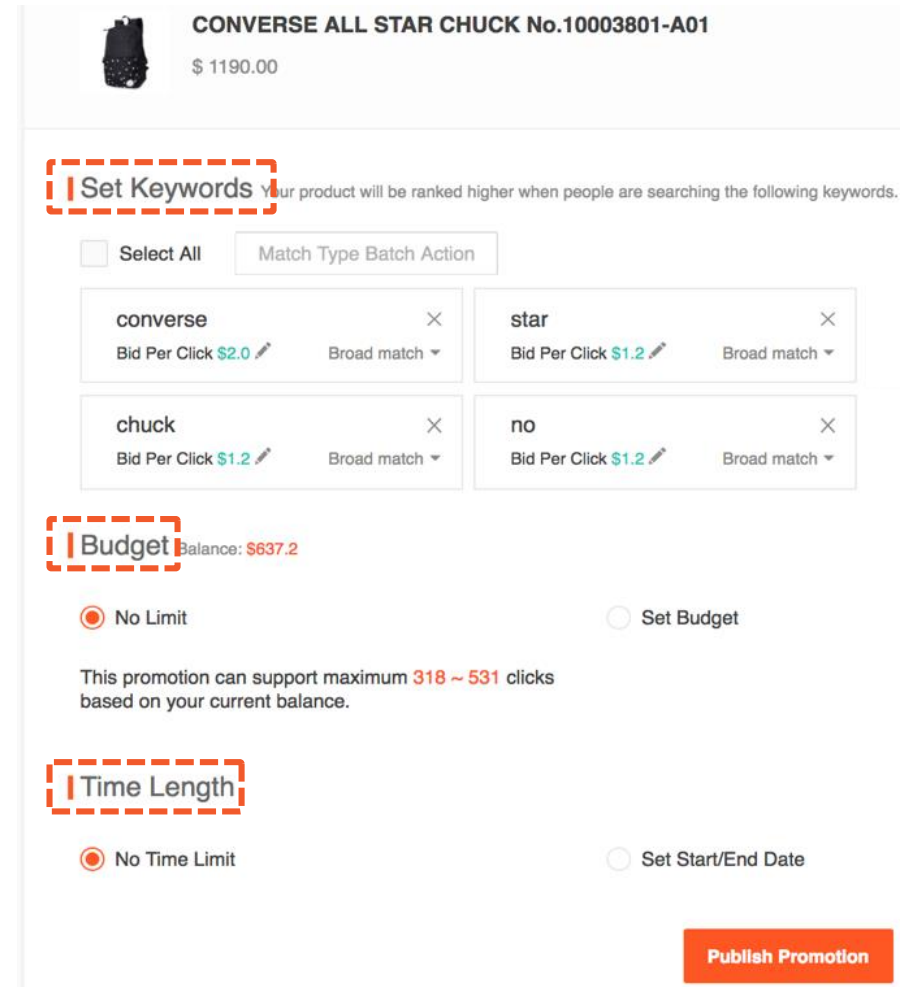 CONVERSE ALL STAR CHUCK No.10003801-A01
$ 1190.00
Set Keywords Your product will be ranked higher when people are searching the following keywords.
Select All Match Type Batch Action
converse star
Bid Per Click $2.0 Broad match Bid Per Click $1.2 Broad match
chuck no
Bid Per Click $1.2 Broad match Bid Per Click $1.2 Broad match
Budget Balance: $637.2
No Limit Set Budget
This promotion can support maximum 318 ~ 531 clicks
based on your current balance.
Time Length
No Time Limit Set Start/End Date
Publish Promotion